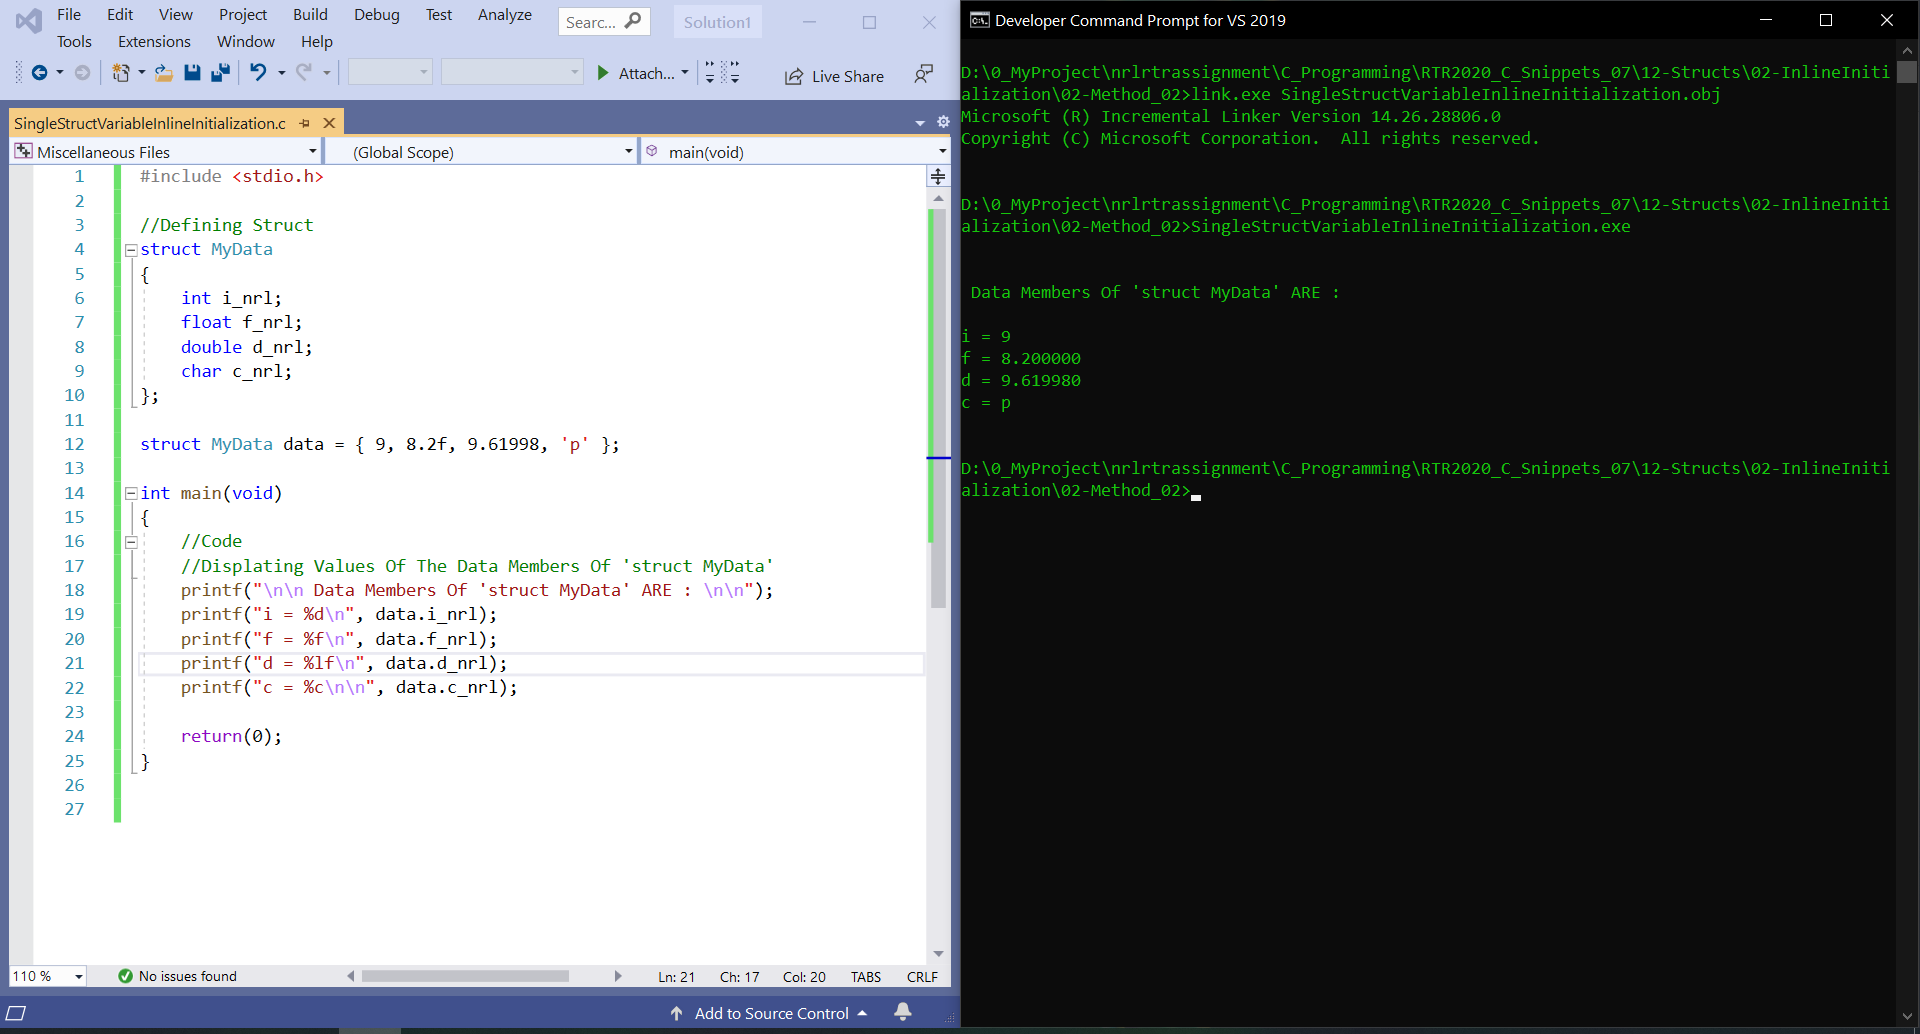 File Edit View Project Build Debug Test Analyze Searc... Solution1
Tools Extensions Window Help
Attach... Live Share
SingleStructVariableInlineInitialization.c
Miscellaneous Files (Global Scope) main(void)
1 #include <stdio.h>
2
3 //Defining Struct
4 struct MyData
5 {
6 int i_nrl;
7 float f_nrl;
8 double d_nrl;
9 char c_nrl;
10 };
11
12 struct MyData data = { 9, 8.2f, 9.61998, 'p' };
13
14 int main(void)
15 {
16 //Code
17 //Displating Values Of The Data Members Of 'struct MyData'
18 printf("\n\n Data Members Of 'struct MyData' ARE : \n\n");
19 printf("i = %d\n", data.i_nrl);
20 printf("f = %f\n", data.f_nrl);
21 printf("d = %lf\n", data.d_nrl);
22 printf("c = %c\n\n", data.c_nrl);
23
24 return(0);
25 }
26
27
110 % No issues found Ln: 21 Ch: 17 Col: 20 TABS CRLF
Add to Source Control
Developer Command Prompt for VS 2019
D:\0_MyProject\nrlrtrassignment\C_Programming\RTR2020_C_Snippets_07\12-Structs\02-InlineIniti
alization\02-Method_02>link.exe SingleStructVariableInlineInitialization.obj
Microsoft (R) Incremental Linker Version 14.26.28806.0
Copyright (C) Microsoft Corporation.  All rights reserved.
D:\0_MyProject\nrlrtrassignment\C_Programming\RTR2020_C_Snippets_07\12-Structs\02-InlineIniti
alization\02-Method_02>SingleStructVariableInlineInitialization.exe
Data Members Of 'struct MyData' ARE :
i = 9
f = 8.200000
d = 9.619980
c = p
D:\0_MyProject\nrlrtrassignment\C_Programming\RTR2020_C_Snippets_07\12-Structs\02-InlineIniti
alization\02-Method_02>